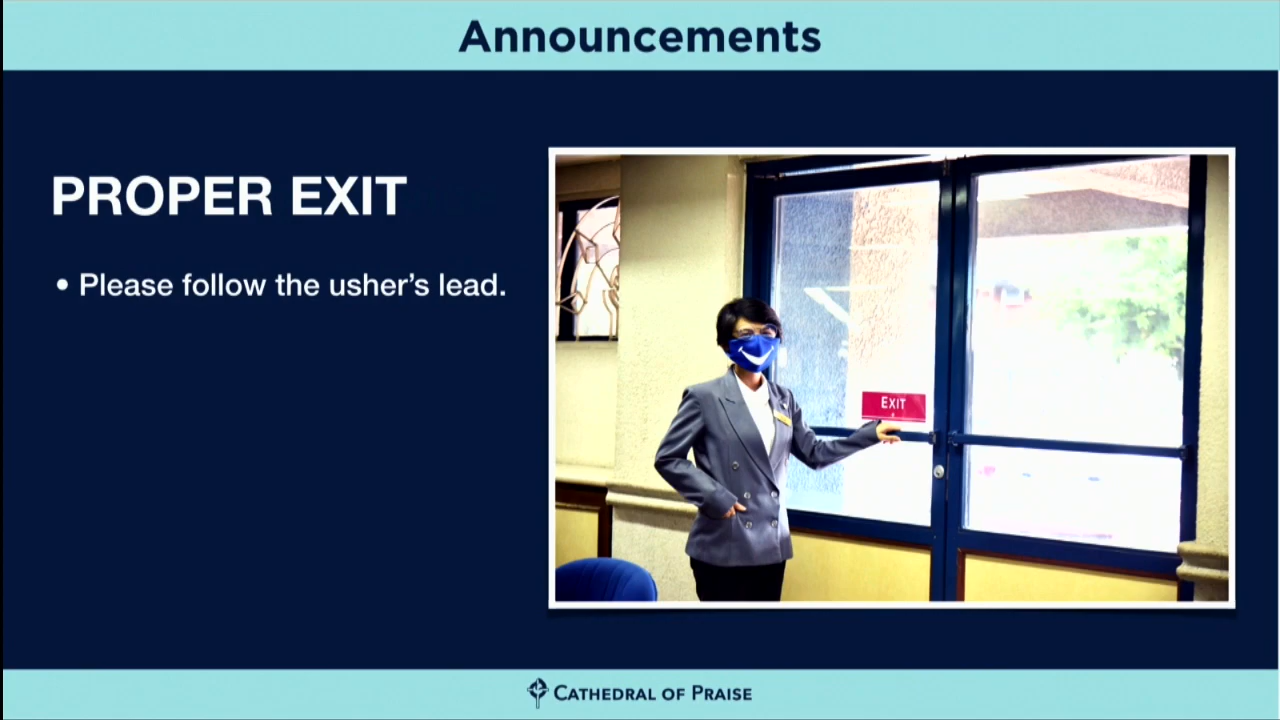 Announcements
PROPER EXIT
• Please follow the usher's lead.
EXIT
CATHEDRAL OF PRAISE